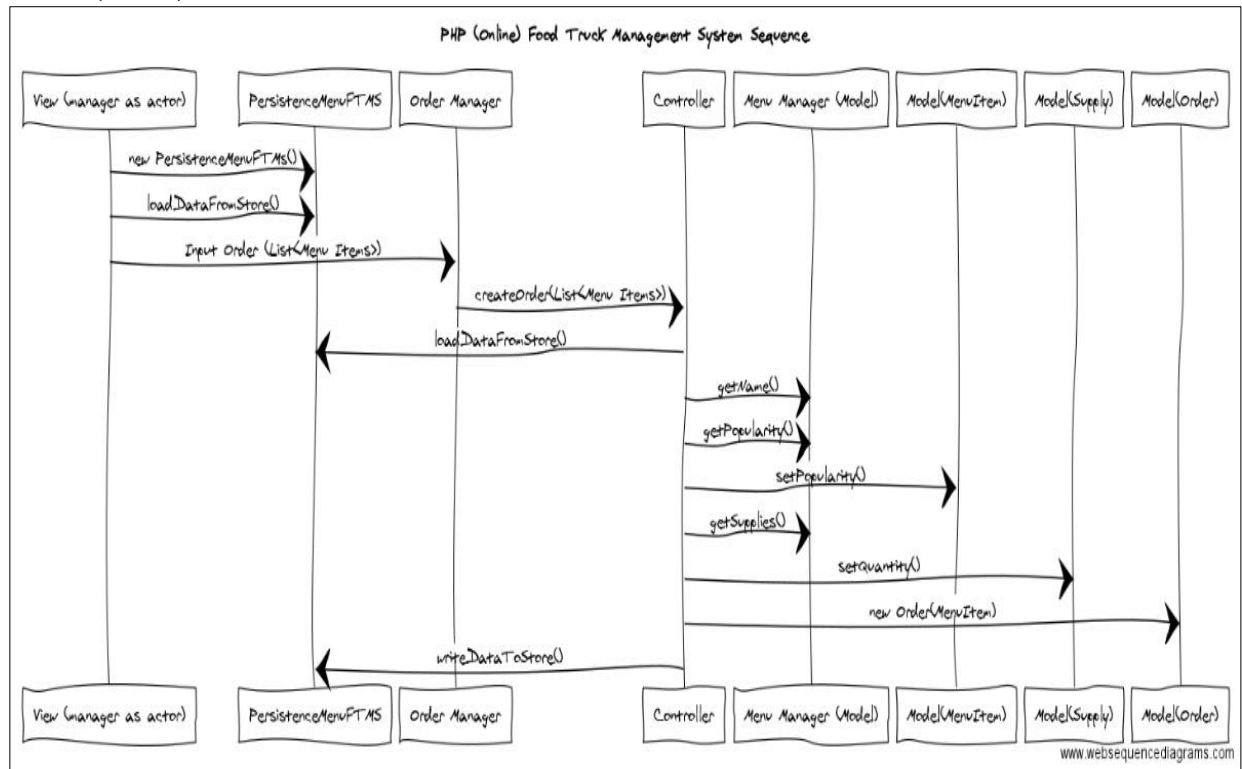 PHP (Online) Food Truck Management System Sequence
View (manager as actor)
PersistenceMenuFTMS
Order Manager
Controller
Menu Manager (Model)
Model(MenuItem)
Model(Supply)
Model(Order)
new PersistenceMenuFTMs()
loadDataFromStore()
Input Order (List<Menu Items>)
createOrder(List<Menu Items>)
loadDataFromStore()
getName()
getPopularity()
setPopularity()
getSupplies()
setQuantity()
new Order(MenuItem)
writeDataToStore()
View (manager as actor)
PersistenceMenuFTMS
Order Manager
Controller
Menu Manager (Model)
Model(MenuItem)
Model(Supply)
Model(Order)
www.websequencediagrams.com